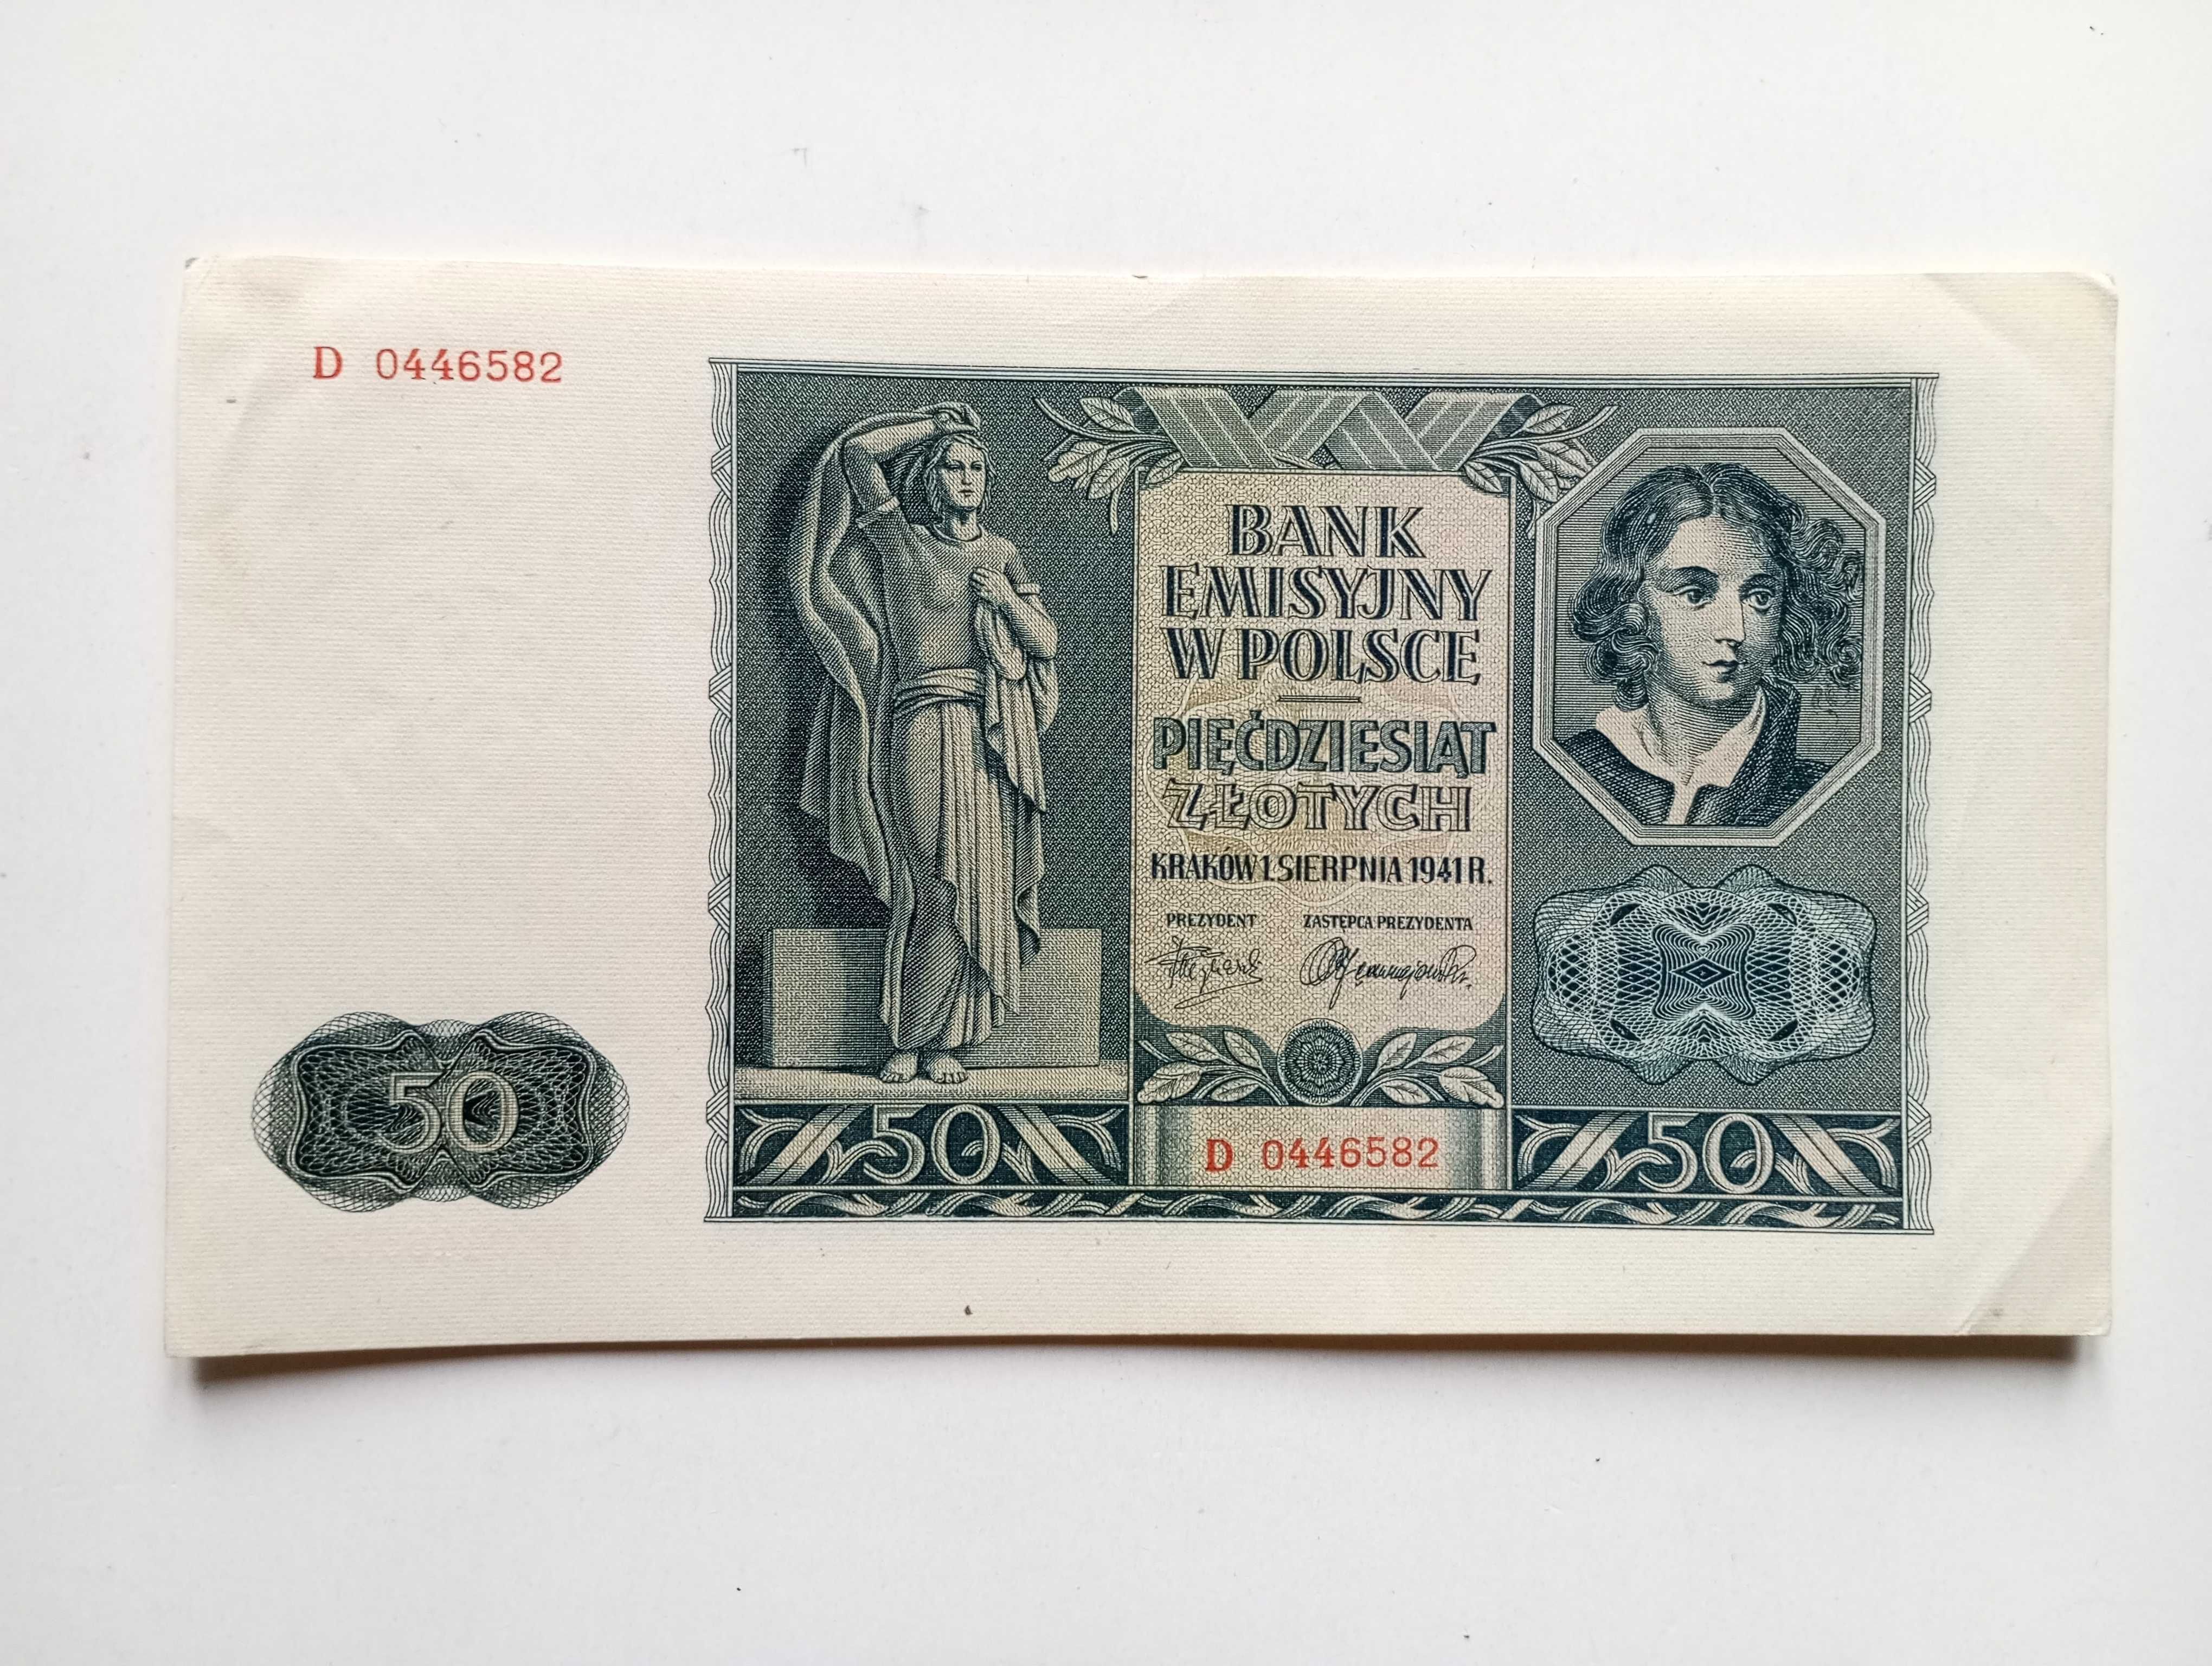 D 0446582
BANK
EMISYJNY
W POLSCE
PIĘĆDZIESIĄT
ZŁOTYCH
KRAKÓW 1. SIERPNIA 1941 R.
PREZYDENT ZASTĘPCA PREZYDENTA
50
50
D 0446582
50